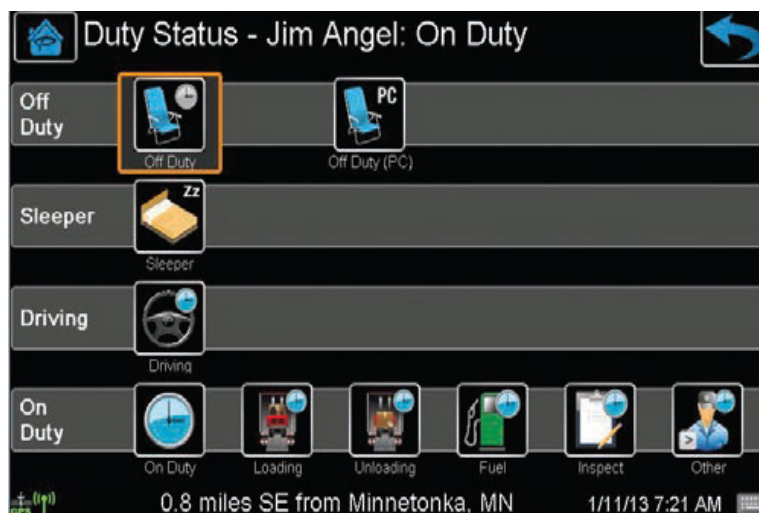 Duty Status - Jim Angel: On Duty
Off
Duty
PC
Off Duty
Off Duty (PC)
Sleeper
Zz
Sleeper
Driving
Driving
On
Duty
On Duty
Loading
Unloading
Fuel
Inspect
Other
GPS
0.8 miles SE from Minnetonka, MN
1/11/13 7:21 AM